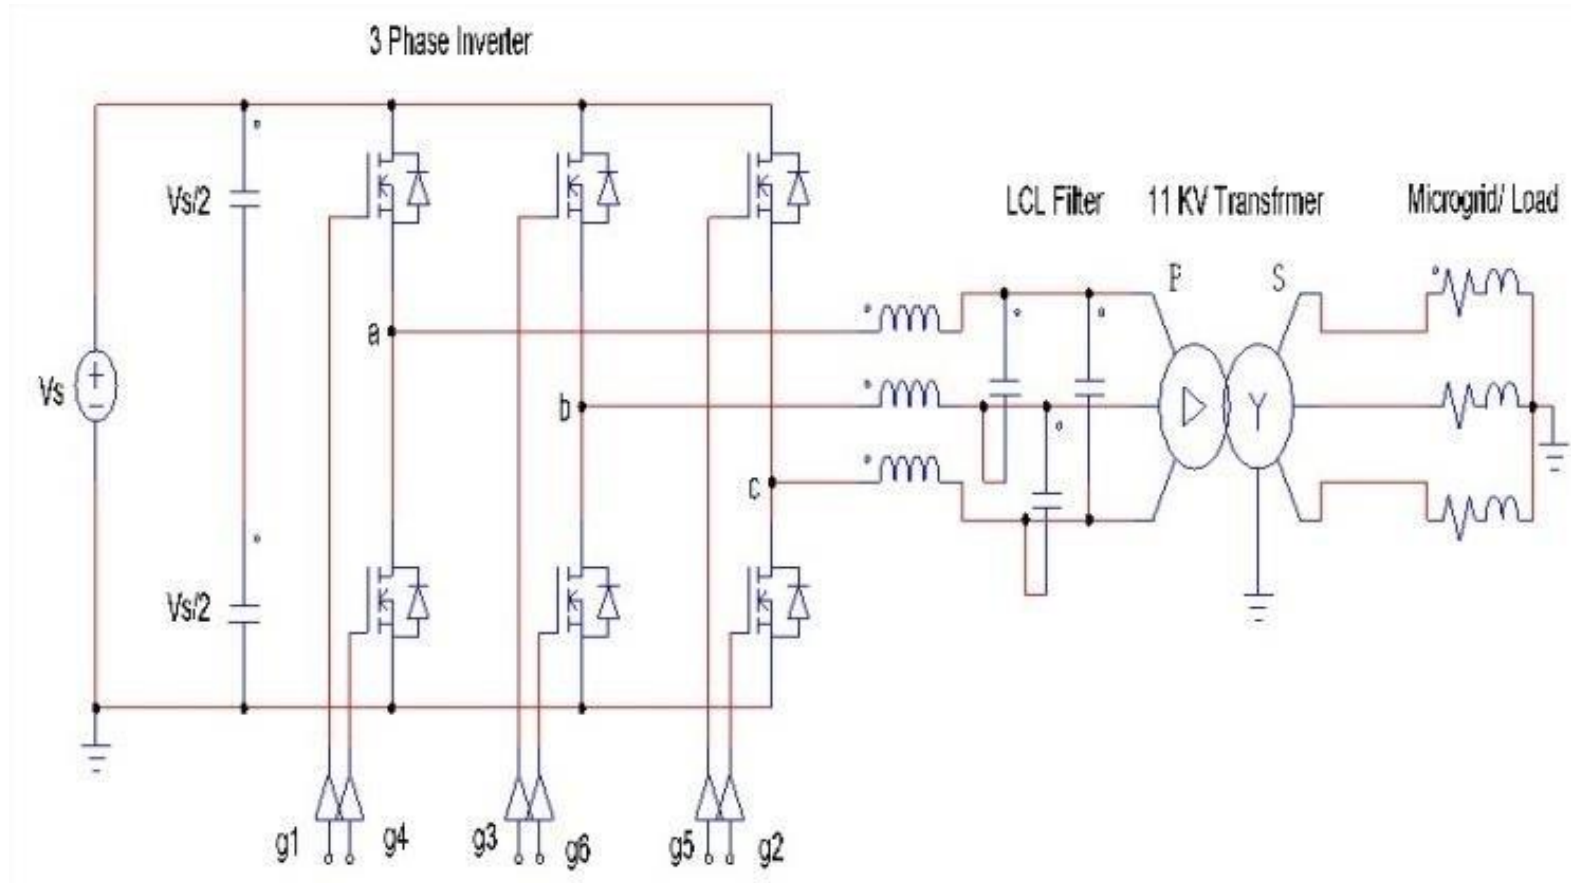 3 Phase Inverter
Vs/2
LCL Filter
11 KV Transfrmer
Microgrid/ Load
P
S
a
Vs
b
Y
c
Vs/2
g1
g4
g3
g6
g5
g2